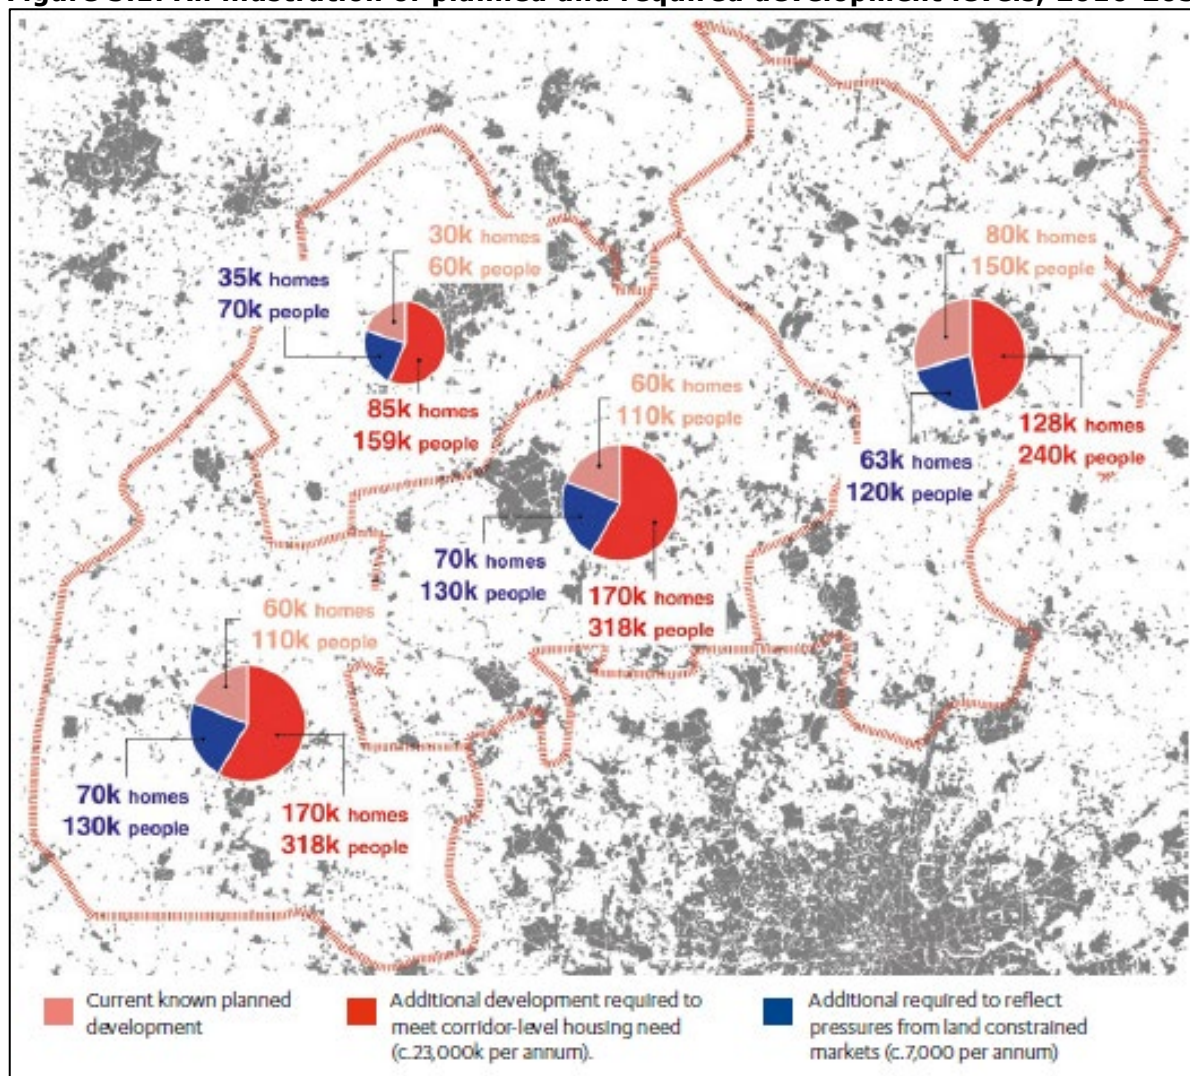 30k homes
60k people
80k homes
150k people
35k homes
70k people
60k homes
110k people
85k homes
159k people
128k homes
240k people
63k homes
120k people
70k homes
130k people
170k homes
318k people
60k homes
110k people
70k homes
130k people
170k homes
318k people
Current known planned
development
Additional development required to
meet corridor-level housing need
(c.23,000k per annum).
Additional required to reflect
pressures from land constrained
markets (c.7,000 per annum)